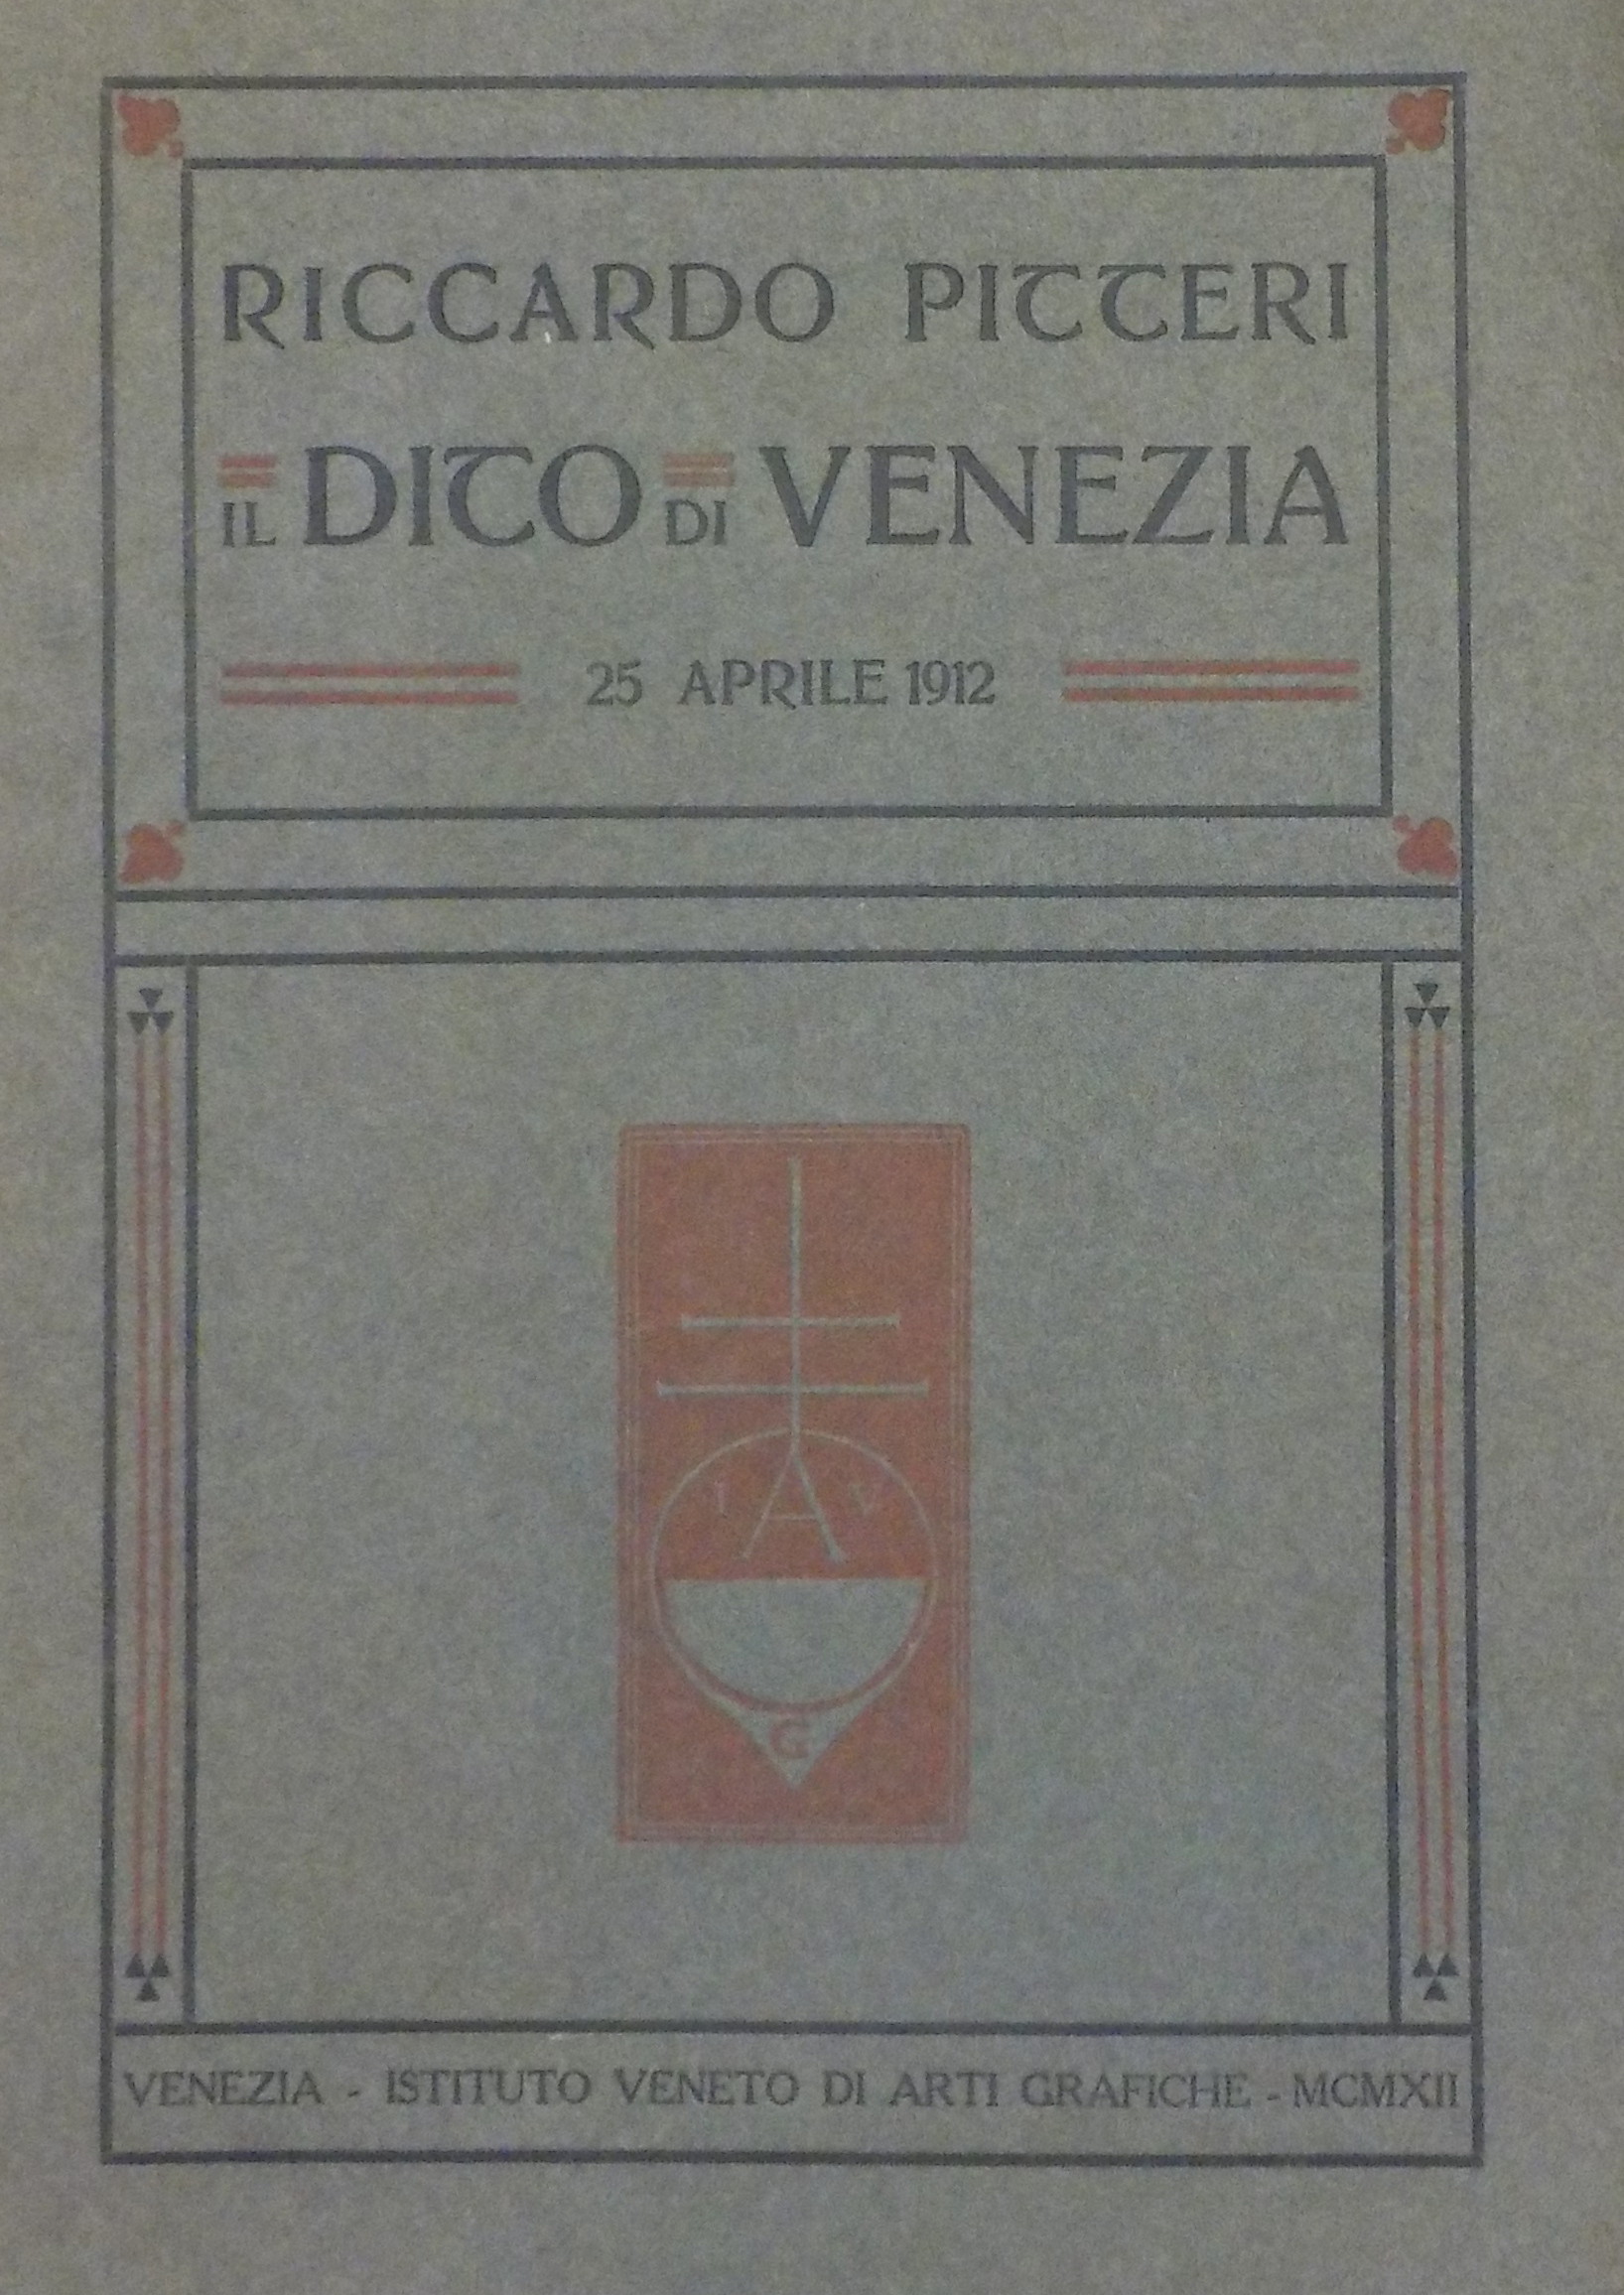 RICCARDO PITTERI
IL DITO DI VENEZIA
25 APRILE 1912
I A V
G
VENEZIA - ISTITUTO VENETO DI ARTI GRAFICHE - MCMXII